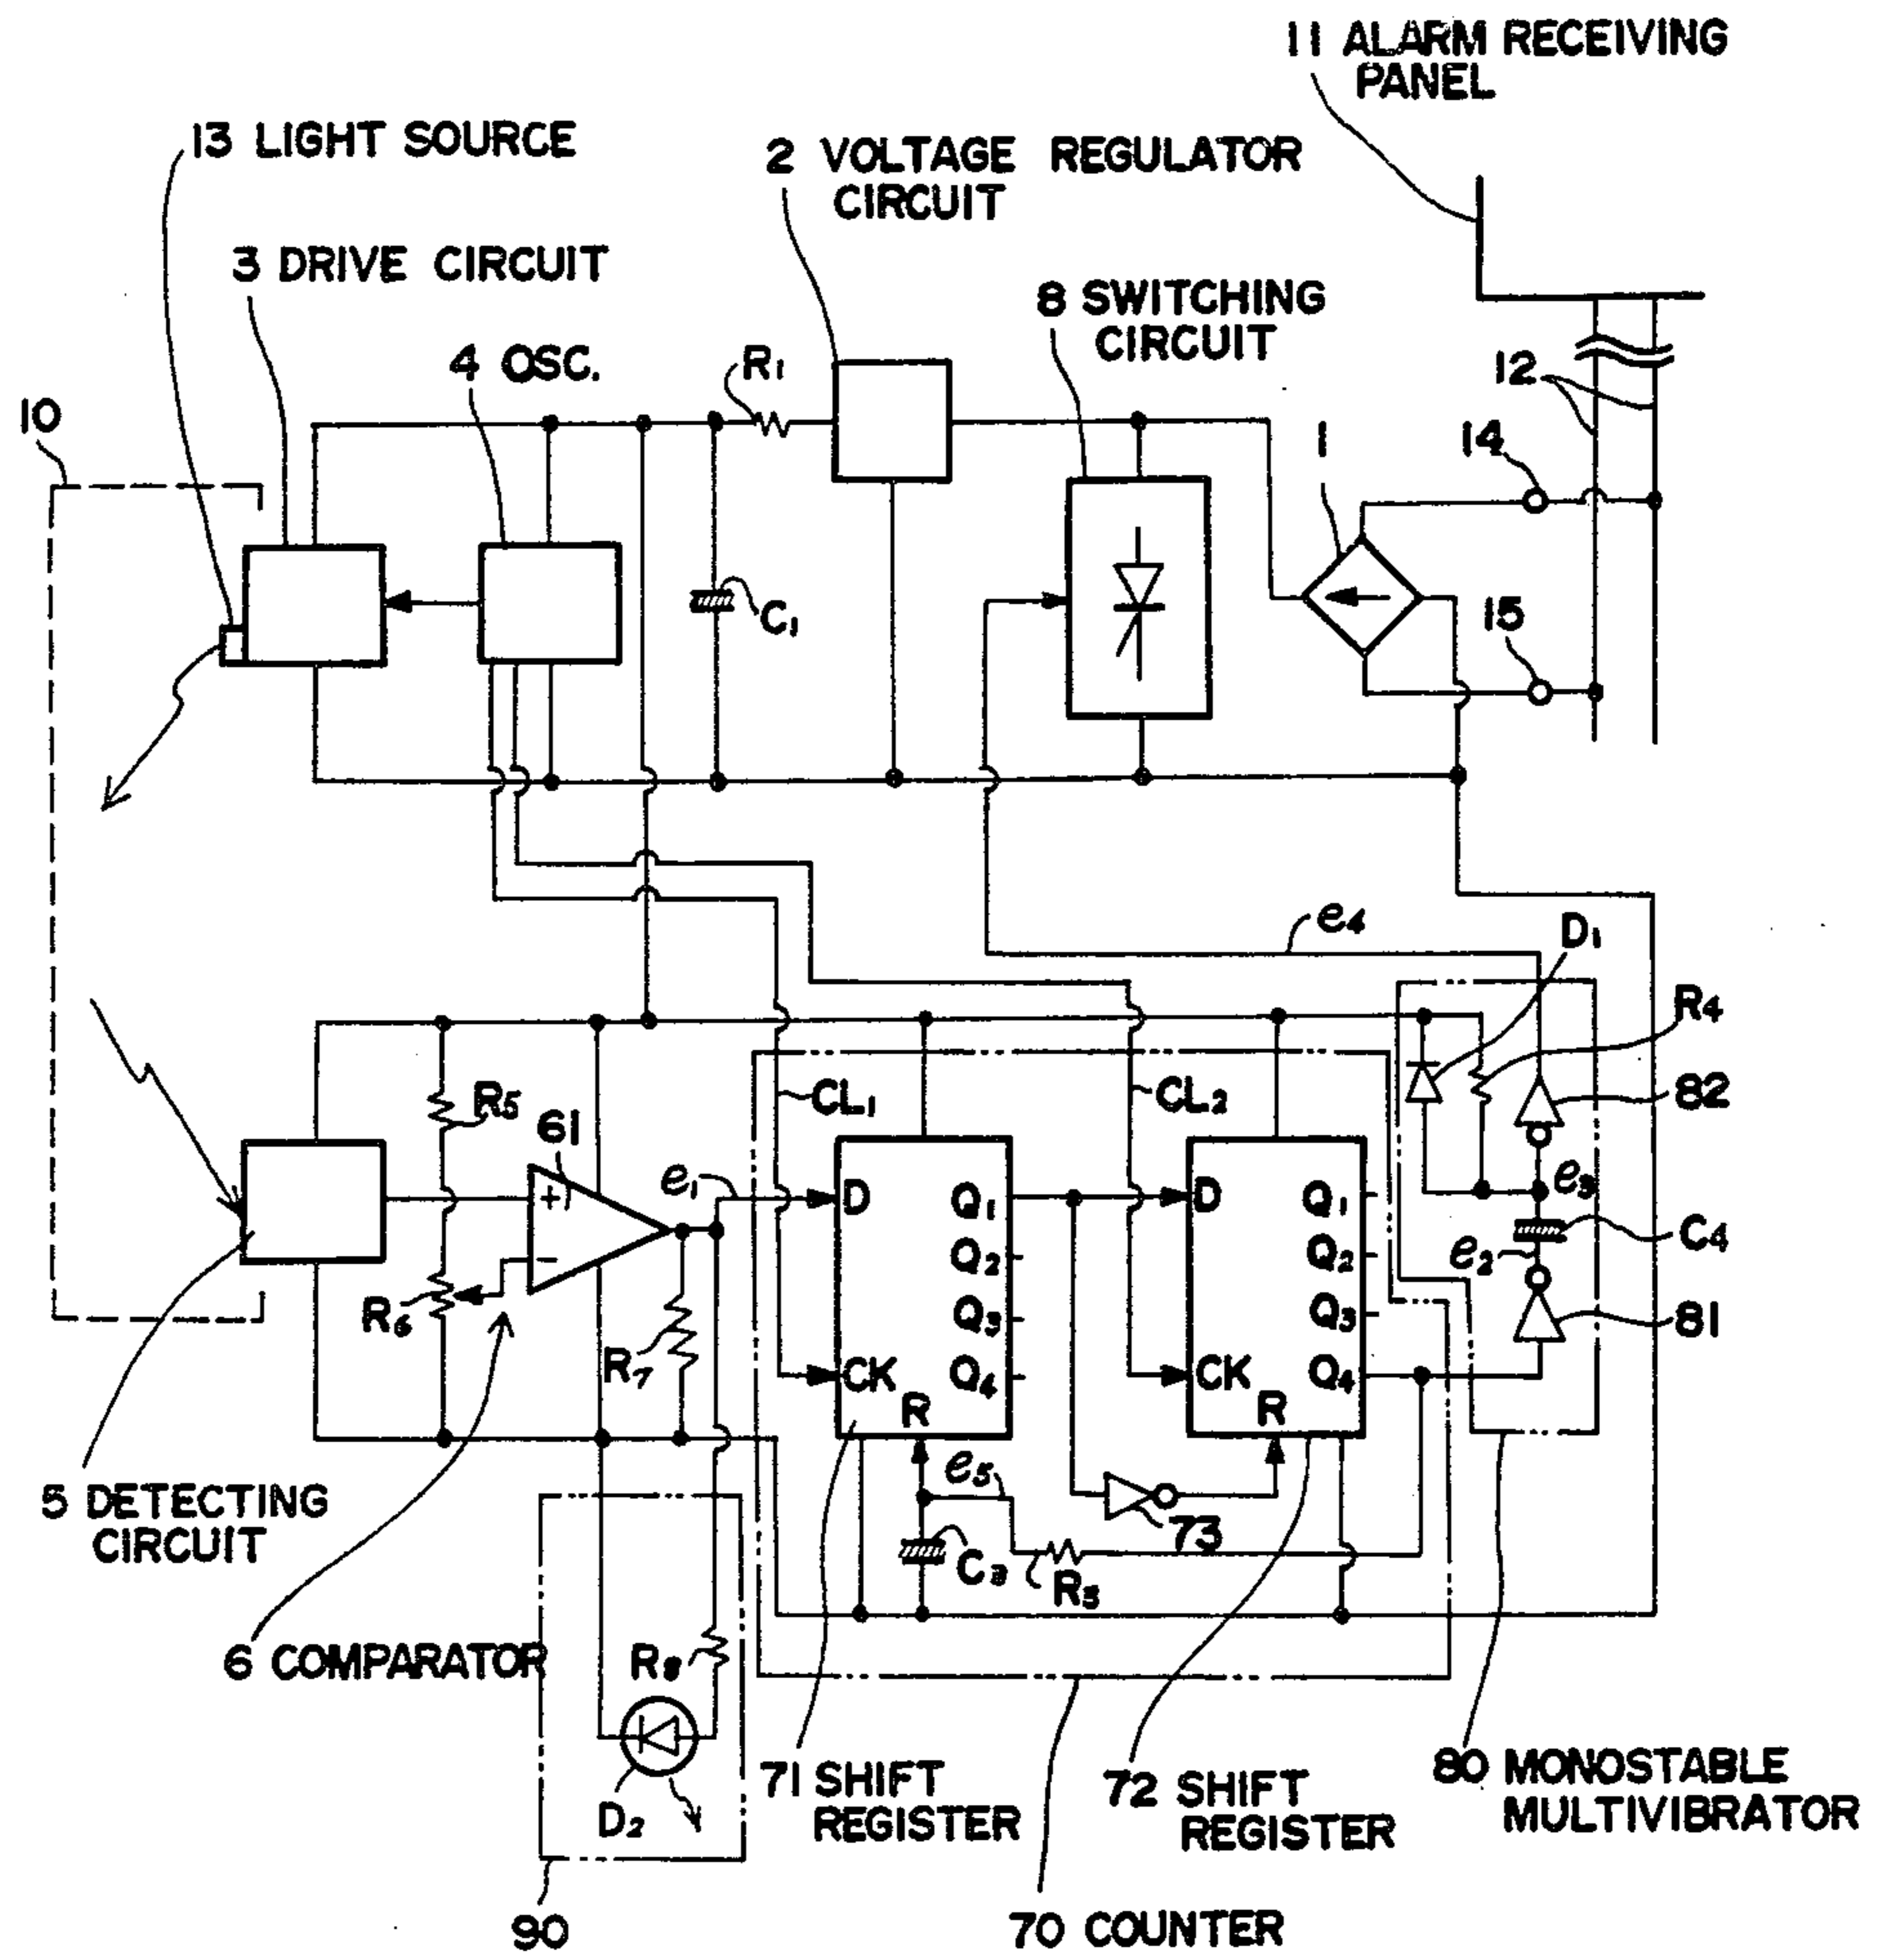 11 ALARM RECEIVING
PANEL
13 LIGHT SOURCE
2 VOLTAGE REGULATOR
CIRCUIT
3 DRIVE CIRCUIT
8 SWITCHING
CIRCUIT
4 OSC.
R1
12
10
1
14
C1
15
e4
D1
R4
CL1
CL2
82
R5
61
e1
D
Q1
D
Q1
e3
C4
Q2
Q2
e2
+
−
R6
Q3
Q3
81
R7
CK
Q4
CK
Q4
R
R
e5
5 DETECTING
CIRCUIT
73
C3
6 COMPARATOR
R8
D2
71 SHIFT
REGISTER
72 SHIFT
REGISTER
80 MONOSTABLE
MULTIVIBRATOR
90
70 COUNTER